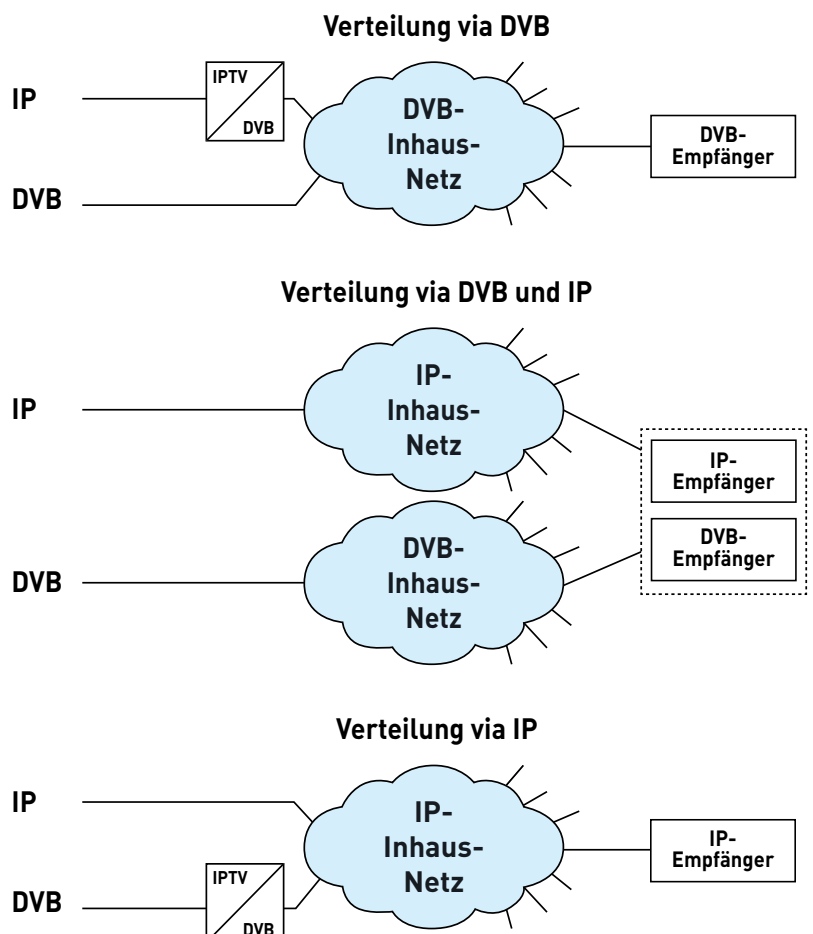 Verteilung via DVB
IP
IPTV
DVB
DVB-
Inhaus-
Netz
DVB-
Empfänger
DVB
Verteilung via DVB und IP
IP
IP-
Inhaus-
Netz
IP-
Empfänger
DVB-
Empfänger
DVB
DVB-
Inhaus-
Netz
Verteilung via IP
IP
IP-
Inhaus-
Netz
IP-
Empfänger
DVB
IPTV
DVB